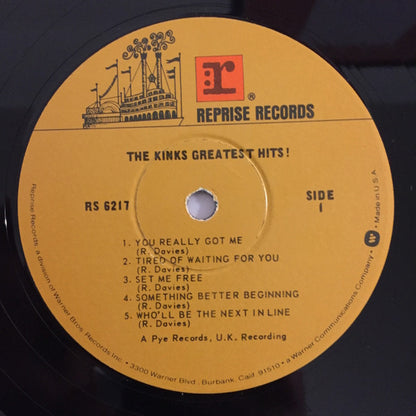 r ®
REPRISE RECORDS
THE KINKS GREATEST HITS!
RS 6217
SIDE
1
1. YOU REALLY GOT ME
(R. Davies)
2. TIRED OF WAITING FOR YOU
(R. Davies)
3. SET ME FREE
(R. Davies)
4. SOMETHING BETTER BEGINNING
(R. Davies)
5. WHO'LL BE THE NEXT IN LINE
(R. Davies)
A Pye Records, U.K. Recording
Reprise Records, a division of Warner Bros. Records Inc. • 3300 Warner Blvd., Burbank, Calif. 91510 • a Warner Communications Company • W • Made in U.S.A.